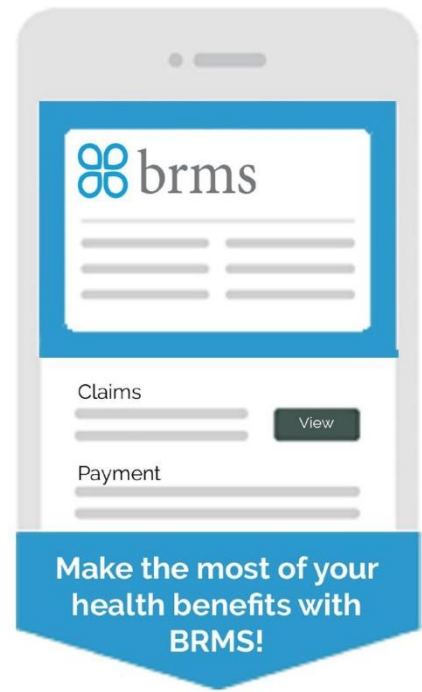 brms
Claims
View
Payment
Make the most of your
health benefits with
BRMS!